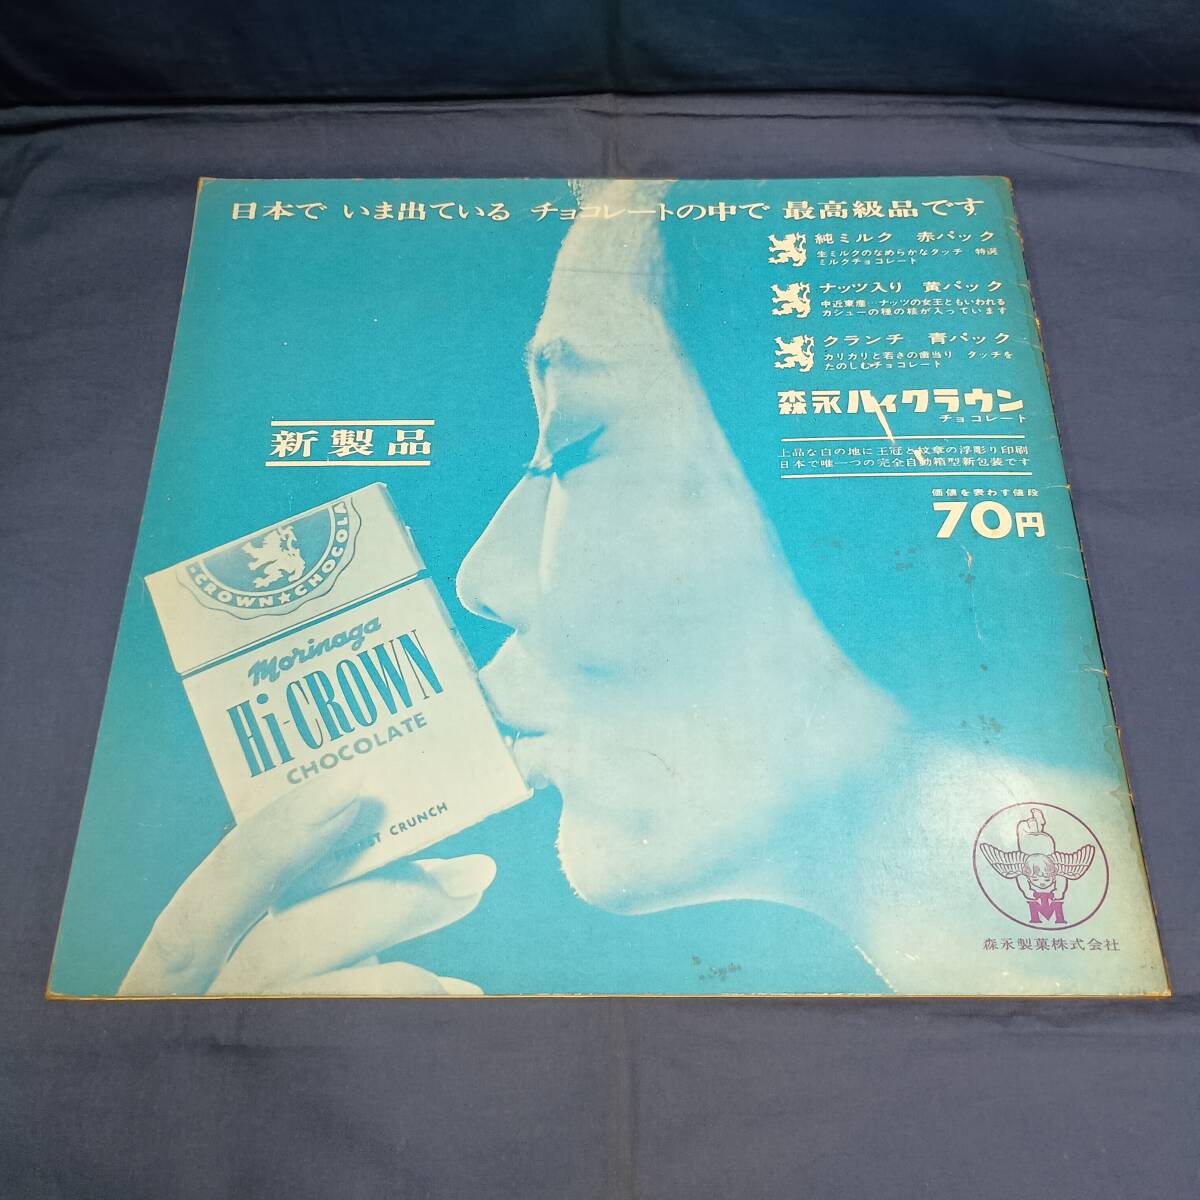 日本で いま出ている チョコレートの中で 最高級品です
純ミルク 赤パック
生ミルクのなめらかなタッチ 特選
ミルクチョコレート
ナッツ入り 黄パック
中近東産…ナッツの女王ともいわれる
カシューの種の核が入っています
クランチ 青パック
カリカリと若さの歯当り タッチを
たのしむチョコレート
森永ハイクラウン
チョコレート
上品な白の地に王冠と紋章の浮彫り印刷
日本で唯一つの完全自動箱型新包装です
価値を表わす値段
70円
新製品
CROWN★CHOCOLA
Morinaga
Hi-CROWN
CHOCOLATE
CRUNCH
TM
森永製菓株式会社